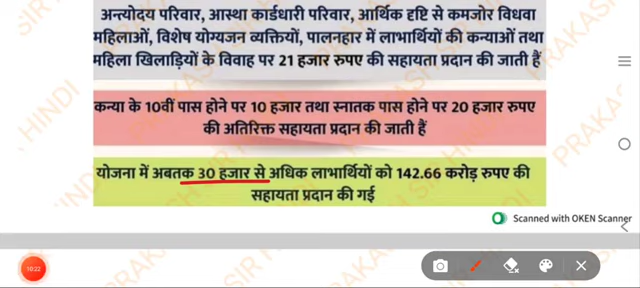 अन्त्योदय परिवार, आस्था कार्डधारी परिवार, आर्थिक दृष्टि से कमजोर विधवा
महिलाओं, विशेष योग्यजन व्यक्तियों, पालनहार में लाभार्थियों की कन्याओं तथा
महिला खिलाड़ियों के विवाह पर 21 हजार रुपए की सहायता प्रदान की जाती हैं
कन्या के 10वीं पास होने पर 10 हजार तथा स्नातक पास होने पर 20 हजार रुपए
की अतिरिक्त सहायता प्रदान की जाती हैं
योजना में अबतक 30 हजार से अधिक लाभार्थियों को 142.66 करोड़ रुपए की
सहायता प्रदान की गई
Scanned with OKEN Scanner
10:22